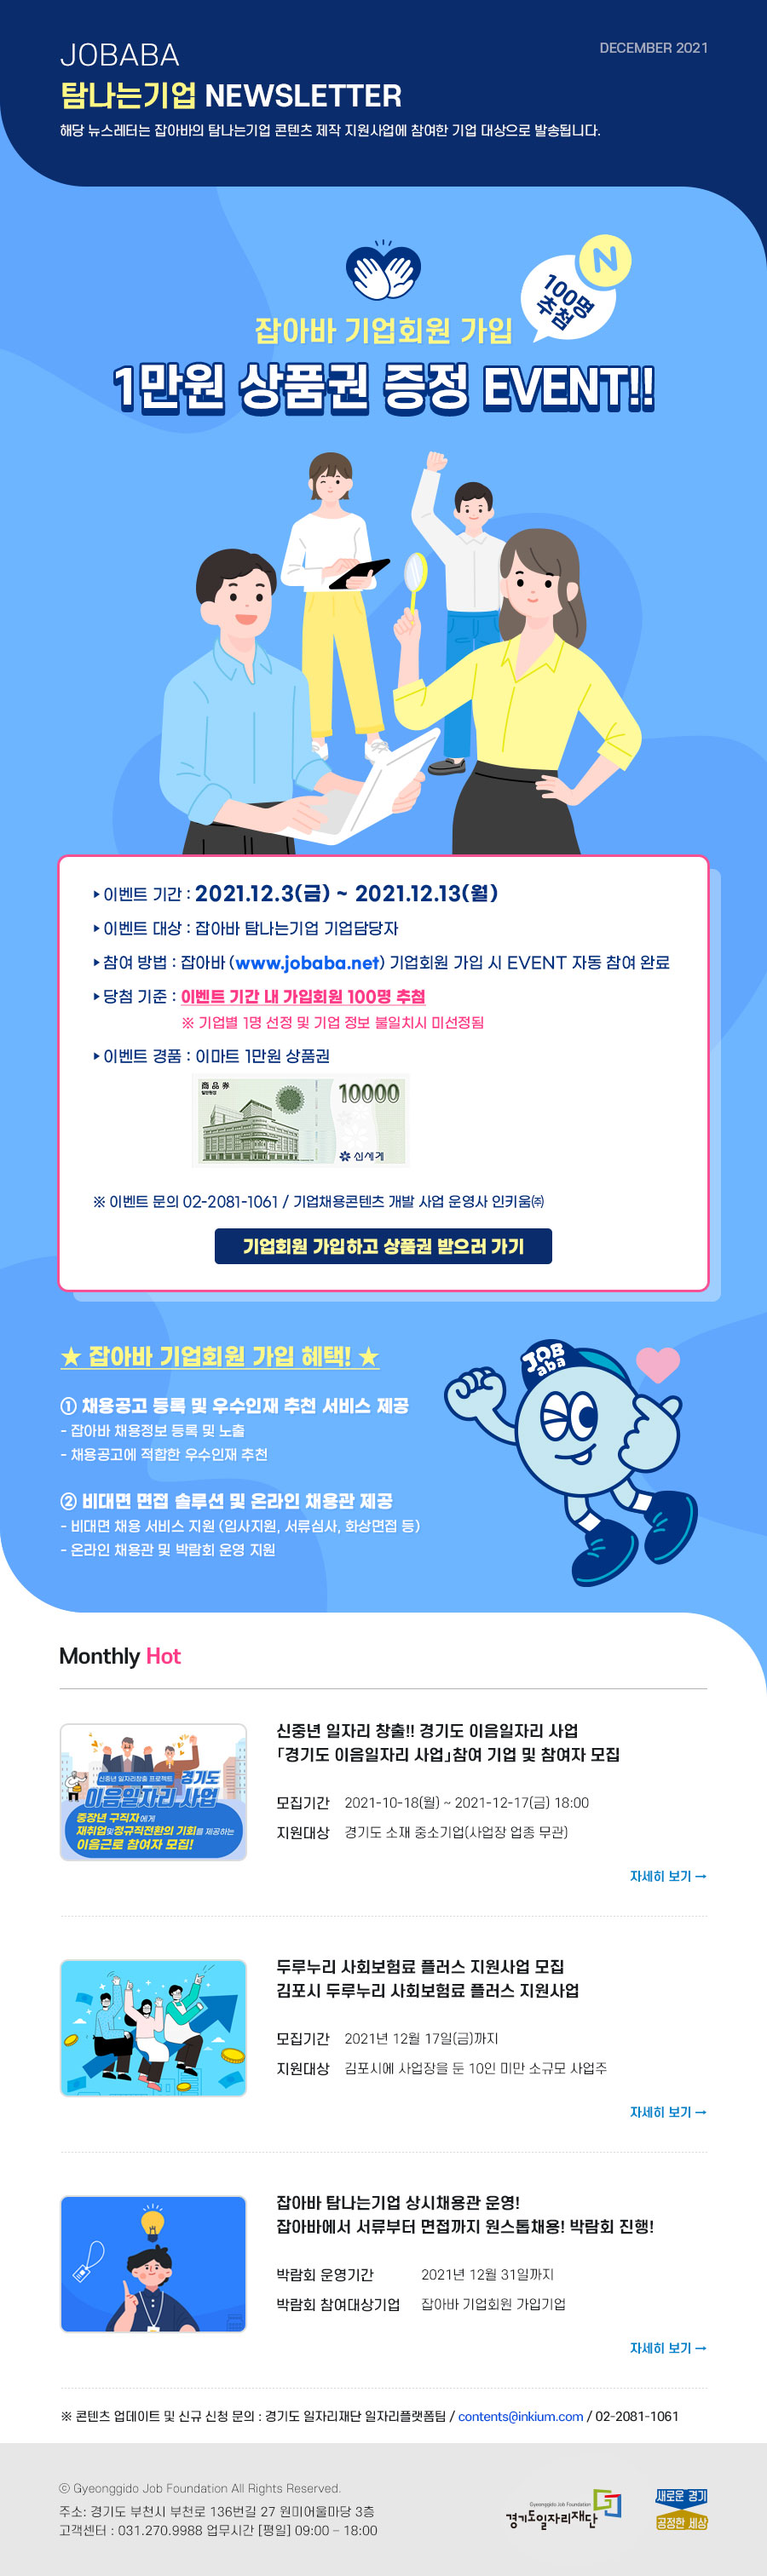 JOBABA
DECEMBER 2021
탐나는기업 NEWSLETTER
해당 뉴스레터는 잡아바의 탐나는기업 콘텐츠 제작 지원사업에 참여한 기업 대상으로 발송됩니다.
N
100명
추첨
잡아바 기업회원 가입
1만원 상품권 증정 EVENT!!
▸ 이벤트 기간 : 2021.12.3(금) ~ 2021.12.13(월)
▸ 이벤트 대상 : 잡아바 탐나는기업 기업담당자
▸ 참여 방법 : 잡아바 (www.jobaba.net) 기업회원 가입 시 EVENT 자동 참여 완료
▸ 당첨 기준 : 이벤트 기간 내 가입회원 100명 추첨
※ 기업별 1명 선정 및 기업 정보 불일치시 미선정됨
▸ 이벤트 경품 : 이마트 1만원 상품권
商品券
10000
신세계
※ 이벤트 문의 02-2081-1061 / 기업채용콘텐츠 개발 사업 운영사 인키움㈜
기업회원 가입하고 상품권 받으러 가기
★ 잡아바 기업회원 가입 혜택! ★
① 채용공고 등록 및 우수인재 추천 서비스 제공
- 잡아바 채용정보 등록 및 노출
- 채용공고에 적합한 우수인재 추천
② 비대면 면접 솔루션 및 온라인 채용관 제공
- 비대면 채용 서비스 지원 (입사지원, 서류심사, 화상면접 등)
- 온라인 채용관 및 박람회 운영 지원
JOB
aba
Monthly Hot
신중년 일자리창출 프로젝트 경기도
이음일자리 사업
중장년 구직자에게
재취업및정규직전환의 기회를 제공하는
이음근로 참여자 모집!
신중년 일자리 창출!! 경기도 이음일자리 사업
「경기도 이음일자리 사업」참여 기업 및 참여자 모집
모집기간 2021-10-18(월) ~ 2021-12-17(금) 18:00
지원대상 경기도 소재 중소기업(사업장 업종 무관)
자세히 보기 →
두루누리 사회보험료 플러스 지원사업 모집
김포시 두루누리 사회보험료 플러스 지원사업
모집기간 2021년 12월 17일(금)까지
지원대상 김포시에 사업장을 둔 10인 미만 소규모 사업주
자세히 보기 →
잡아바 탐나는기업 상시채용관 운영!
잡아바에서 서류부터 면접까지 원스톱채용! 박람회 진행!
박람회 운영기간 2021년 12월 31일까지
박람회 참여대상기업 잡아바 기업회원 가입기업
자세히 보기 →
※ 콘텐츠 업데이트 및 신규 신청 문의 : 경기도 일자리재단 일자리플랫폼팀 / contents@inkium.com / 02-2081-1061
ⓒ Gyeonggido Job Foundation All Rights Reserved.
주소: 경기도 부천시 부천로 136번길 27 원미어울마당 3층
고객센터 : 031.270.9988 업무시간 [평일] 09:00 – 18:00
Gyeonggido Job Foundation
경기도일자리재단
새로운 경기
공정한 세상